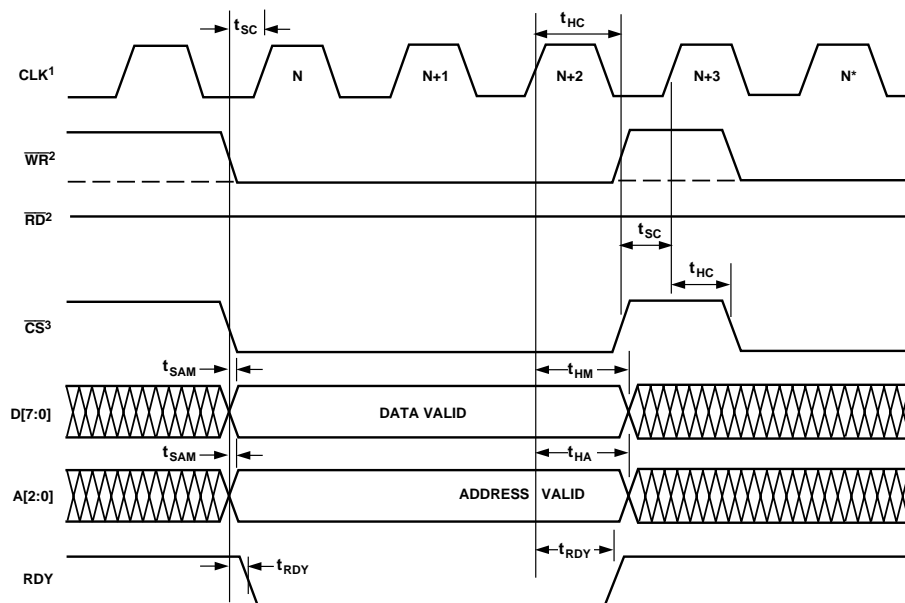 tSC
tHC
CLK¹
N
N+1
N+2
N+3
N*
WR²
RD²
tSC
tHC
CS³
tSAM
tHM
D[7:0]
DATA VALID
tSAM
tHA
A[2:0]
ADDRESS VALID
RDY
tRDY
tRDY